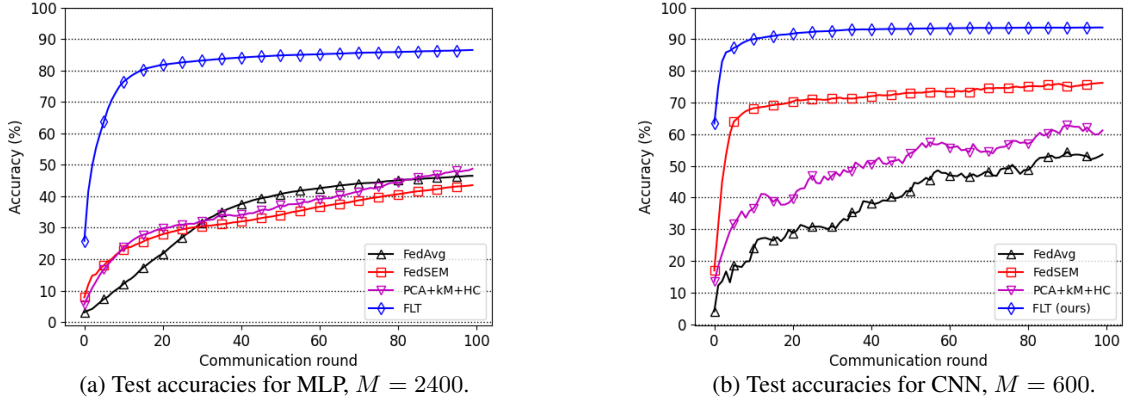 100
90
80
70
60
50
40
30
20
10
0
Accuracy (%)
FedAvg
FedSEM
PCA+kM+HC
FLT
0 20 40 60 80 100
Communication round
(a) Test accuracies for MLP, M = 2400.
100
90
80
70
60
50
40
30
20
10
0
Accuracy (%)
FedAvg
FedSEM
PCA+kM+HC
FLT (ours)
0 20 40 60 80 100
Communication round
(b) Test accuracies for CNN, M = 600.